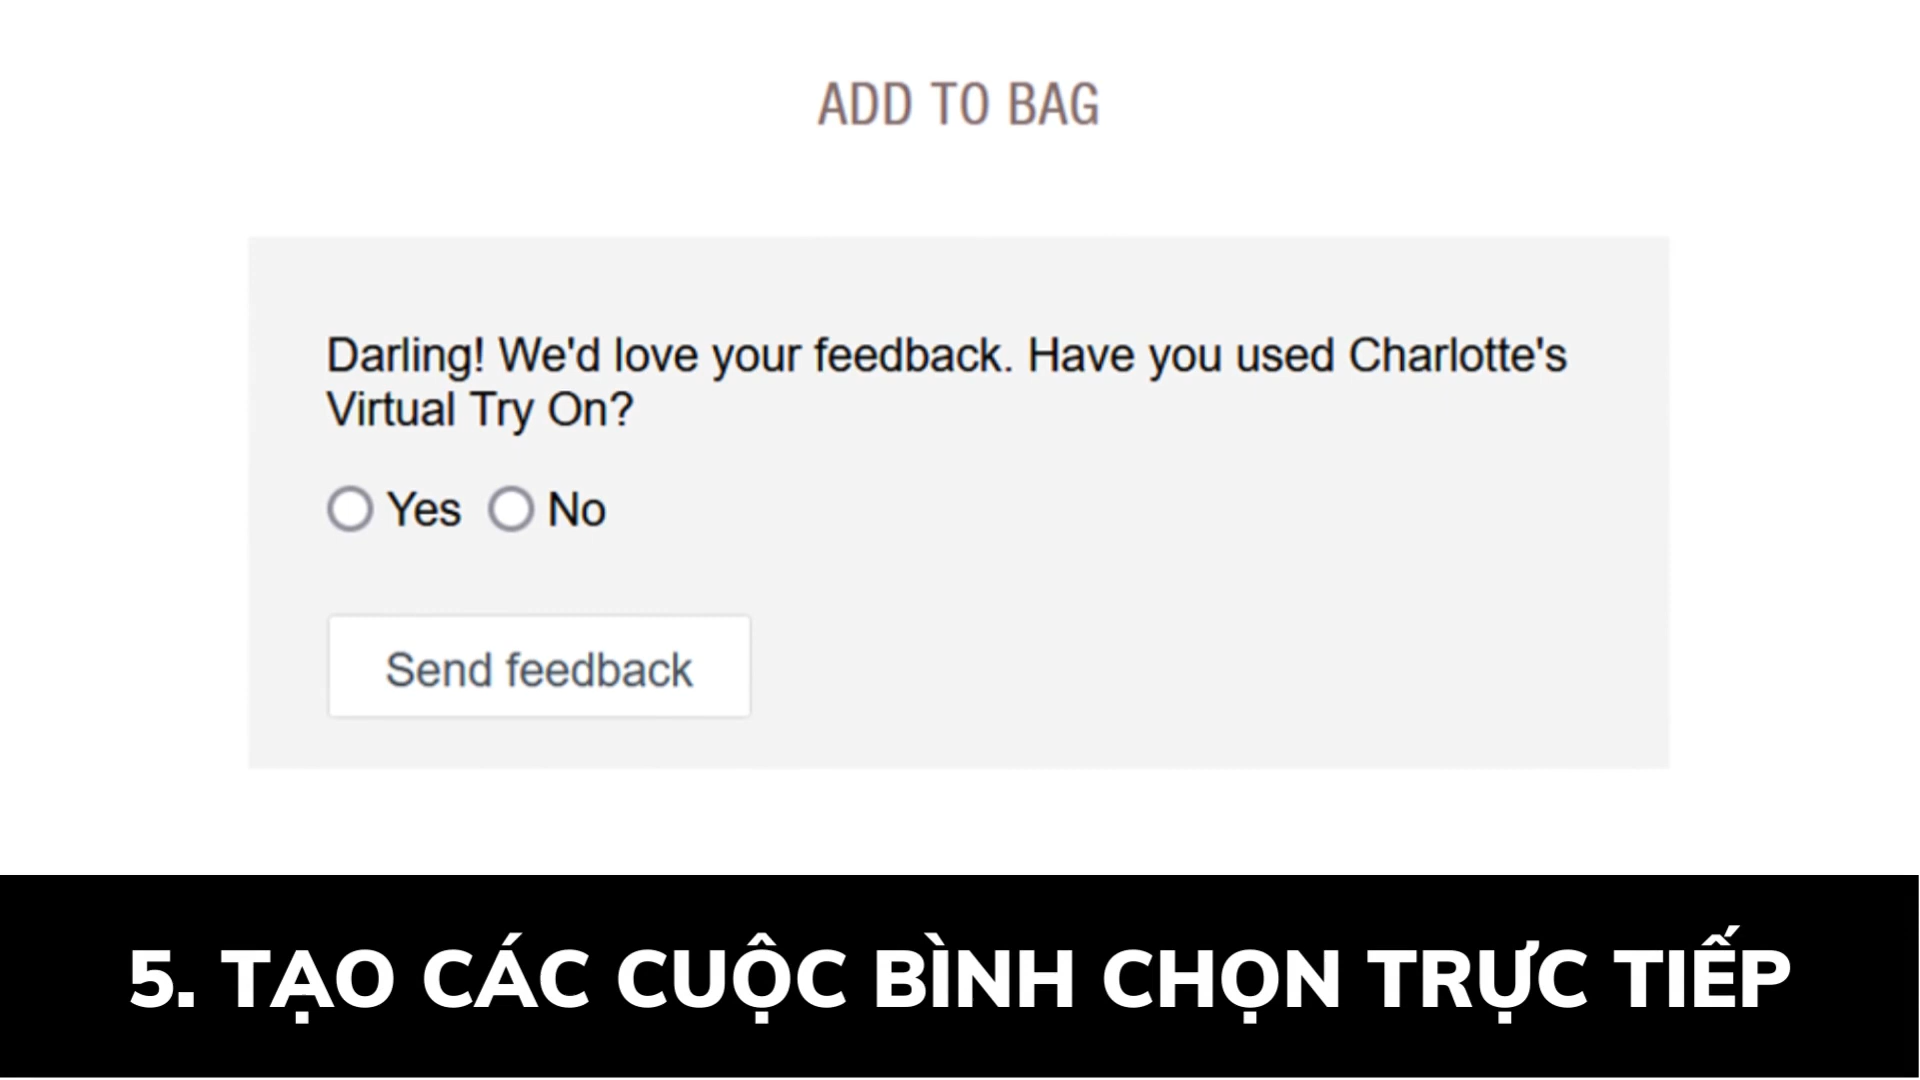 ADD TO BAG
Darling! We'd love your feedback. Have you used Charlotte's
Virtual Try On?
Yes No
Send feedback
5. TẠO CÁC CUỘC BÌNH CHỌN TRỰC TIẾP